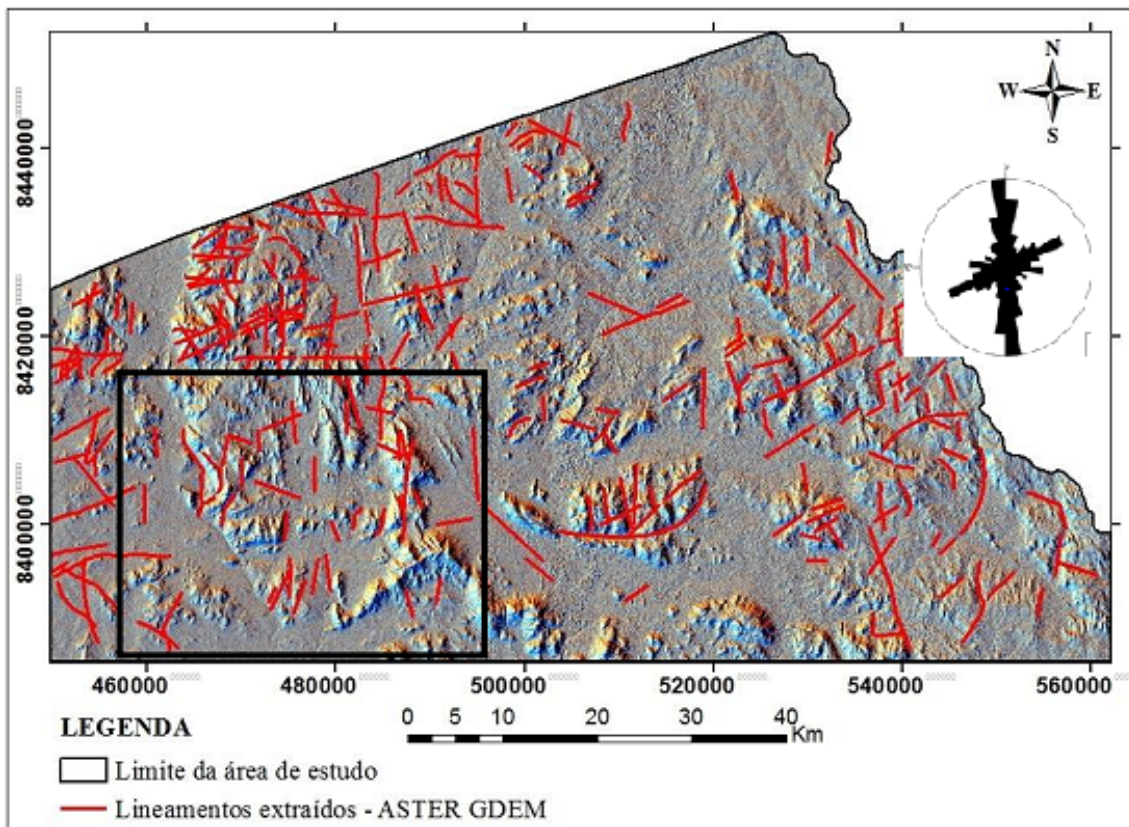 N
W E
S
8440000
8420000
8400000
460000 480000 500000 520000 540000 560000
LEGENDA
0 5 10 20 30 40
Km
Limite da área de estudo
Lineamentos extraídos - ASTER GDEM